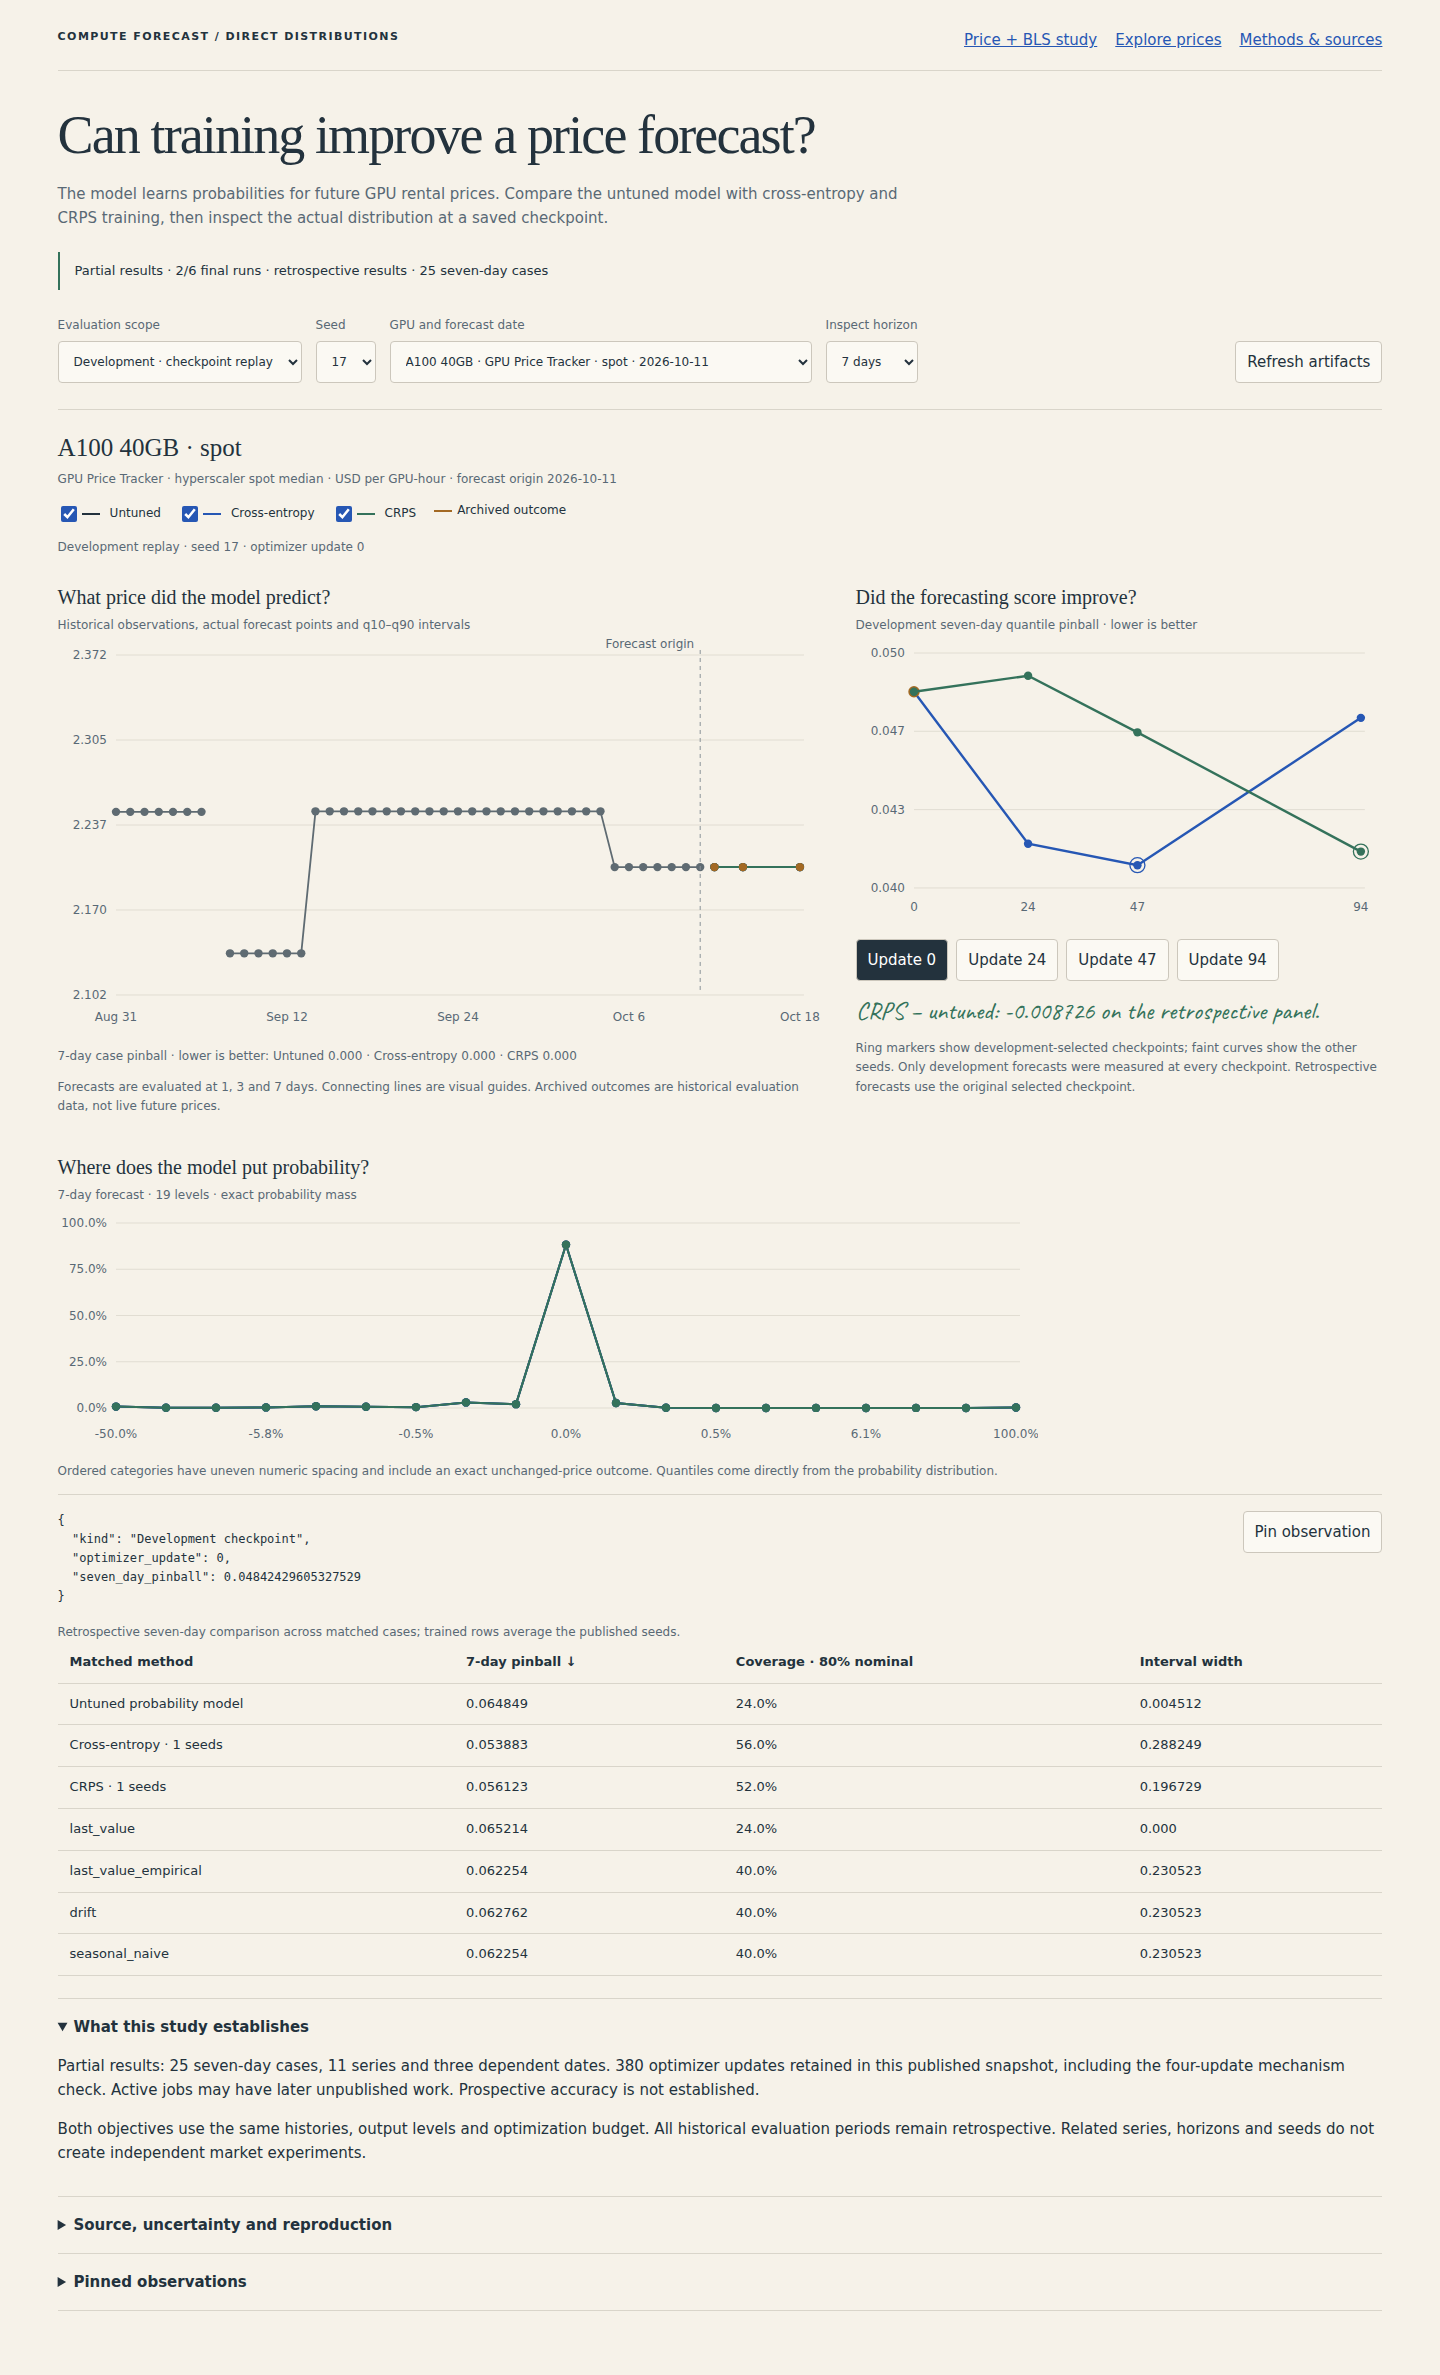 COMPUTE FORECAST / DIRECT DISTRIBUTIONS
Price + BLS study Explore prices Methods & sources
Can training improve a price forecast?
The model learns probabilities for future GPU rental prices. Compare the untuned model with cross-entropy and
CRPS training, then inspect the actual distribution at a saved checkpoint.
Partial results · 2/6 final runs · retrospective results · 25 seven-day cases
Evaluation scope Seed GPU and forecast date Inspect horizon
Development · checkpoint replay 17 A100 40GB · GPU Price Tracker · spot · 2026-10-11 7 days Refresh artifacts
A100 40GB · spot
GPU Price Tracker · hyperscaler spot median · USD per GPU-hour · forecast origin 2026-10-11
Untuned Cross-entropy CRPS Archived outcome
Development replay · seed 17 · optimizer update 0
What price did the model predict?
Historical observations, actual forecast points and q10–q90 intervals
Forecast origin
2.372
2.305
2.237
2.170
2.102
Aug 31 Sep 12 Sep 24 Oct 6 Oct 18
7-day case pinball · lower is better: Untuned 0.000 · Cross-entropy 0.000 · CRPS 0.000
Forecasts are evaluated at 1, 3 and 7 days. Connecting lines are visual guides. Archived outcomes are historical evaluation
data, not live future prices.
Did the forecasting score improve?
Development seven-day quantile pinball · lower is better
0.050
0.047
0.043
0.040
0 24 47 94
Update 0 Update 24 Update 47 Update 94
CRPS – untuned: -0.008726 on the retrospective panel.
Ring markers show development-selected checkpoints; faint curves show the other
seeds. Only development forecasts were measured at every checkpoint. Retrospective
forecasts use the original selected checkpoint.
Where does the model put probability?
7-day forecast · 19 levels · exact probability mass
100.0%
75.0%
50.0%
25.0%
0.0%
-50.0% -5.8% -0.5% 0.0% 0.5% 6.1% 100.0%
Ordered categories have uneven numeric spacing and include an exact unchanged-price outcome. Quantiles come directly from the probability distribution.
{
"kind": "Development checkpoint",
"optimizer_update": 0,
"seven_day_pinball": 0.04842429605327529
}
Pin observation
Retrospective seven-day comparison across matched cases; trained rows average the published seeds.
Matched method 7-day pinball ↓ Coverage · 80% nominal Interval width
Untuned probability model 0.064849 24.0% 0.004512
Cross-entropy · 1 seeds 0.053883 56.0% 0.288249
CRPS · 1 seeds 0.056123 52.0% 0.196729
last_value 0.065214 24.0% 0.000
last_value_empirical 0.062254 40.0% 0.230523
drift 0.062762 40.0% 0.230523
seasonal_naive 0.062254 40.0% 0.230523
▼ What this study establishes
Partial results: 25 seven-day cases, 11 series and three dependent dates. 380 optimizer updates retained in this published snapshot, including the four-update mechanism
check. Active jobs may have later unpublished work. Prospective accuracy is not established.
Both objectives use the same histories, output levels and optimization budget. All historical evaluation periods remain retrospective. Related series, horizons and seeds do not
create independent market experiments.
▶ Source, uncertainty and reproduction
▶ Pinned observations